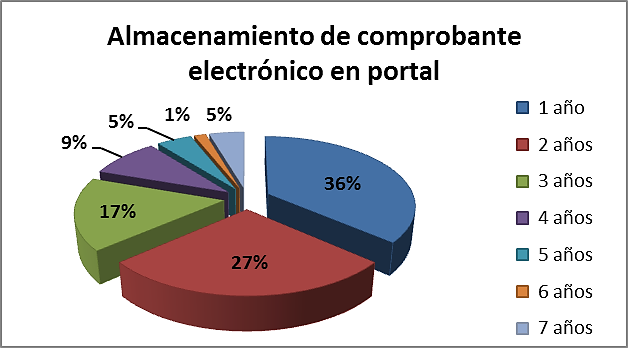 Almacenamiento de comprobante
electrónico en portal
5%
1%
5%
9%
36%
17%
27%
1 año
2 años
3 años
4 años
5 años
6 años
7 años